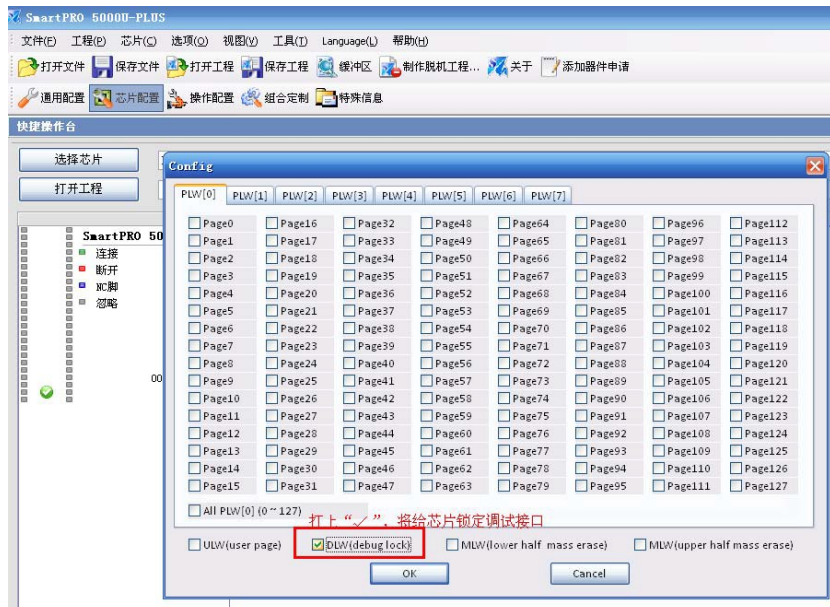 SmartPRO 5000U-PLUS
文件(F) 工程(P) 芯片(C) 选项(O) 视图(V) 工具(T) Language(L) 帮助(H)
打开文件 保存文件 打开工程 保存工程 缓冲区 制作脱机工程... 关于 添加器件申请
通用配置 芯片配置 操作配置 组合定制 特殊信息
快捷操作台
选择芯片
打开工程
SmartPRO 50
连接
断开
NC脚
忽略
00
Config
PLW[0] PLW[1] PLW[2] PLW[3] PLW[4] PLW[5] PLW[6] PLW[7]
Page0 Page16 Page32 Page48 Page64 Page80 Page96 Page112
Page1 Page17 Page33 Page49 Page65 Page81 Page97 Page113
Page2 Page18 Page34 Page50 Page66 Page82 Page98 Page114
Page3 Page19 Page35 Page51 Page67 Page83 Page99 Page115
Page4 Page20 Page36 Page52 Page68 Page84 Page100 Page116
Page5 Page21 Page37 Page53 Page69 Page85 Page101 Page117
Page6 Page22 Page38 Page54 Page70 Page86 Page102 Page118
Page7 Page23 Page39 Page55 Page71 Page87 Page103 Page119
Page8 Page24 Page40 Page56 Page72 Page88 Page104 Page120
Page9 Page25 Page41 Page57 Page73 Page89 Page105 Page121
Page10 Page26 Page42 Page58 Page74 Page90 Page106 Page122
Page11 Page27 Page43 Page59 Page75 Page91 Page107 Page123
Page12 Page28 Page44 Page60 Page76 Page92 Page108 Page124
Page13 Page29 Page45 Page61 Page77 Page93 Page109 Page125
Page14 Page30 Page46 Page62 Page78 Page94 Page110 Page126
Page15 Page31 Page47 Page63 Page79 Page95 Page111 Page127
All PLW[0] (0~127)
打上“✓”，将给芯片锁定调试接口
ULW(user page) DLW(debug lock) MLW(lower half mass erase) MLW(upper half mass erase)
OK Cancel